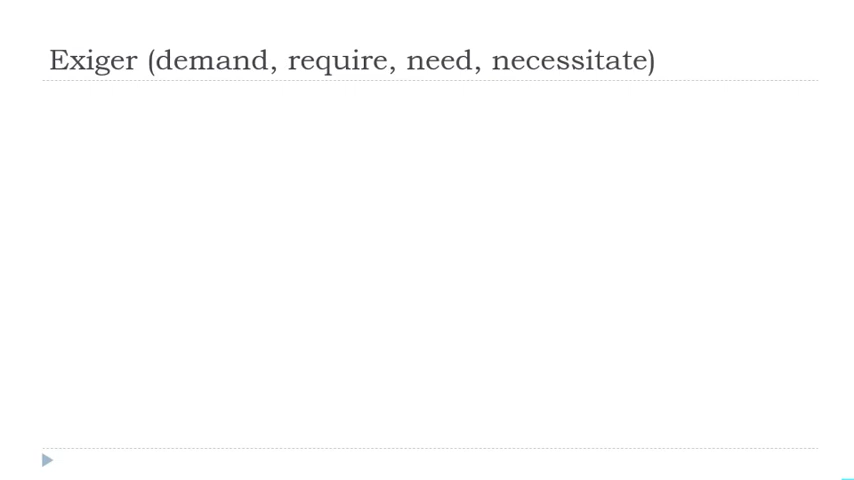 Exiger (demand, require, need, necessitate)